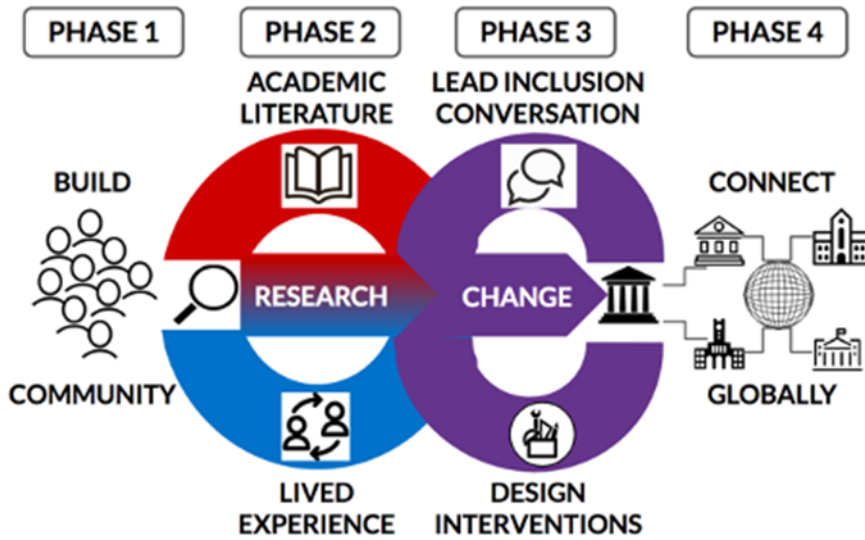 PHASE 1
PHASE 2
PHASE 3
PHASE 4
BUILD
COMMUNITY
ACADEMIC
LITERATURE
RESEARCH
LIVED
EXPERIENCE
LEAD INCLUSION
CONVERSATION
CHANGE
DESIGN
INTERVENTIONS
CONNECT
GLOBALLY